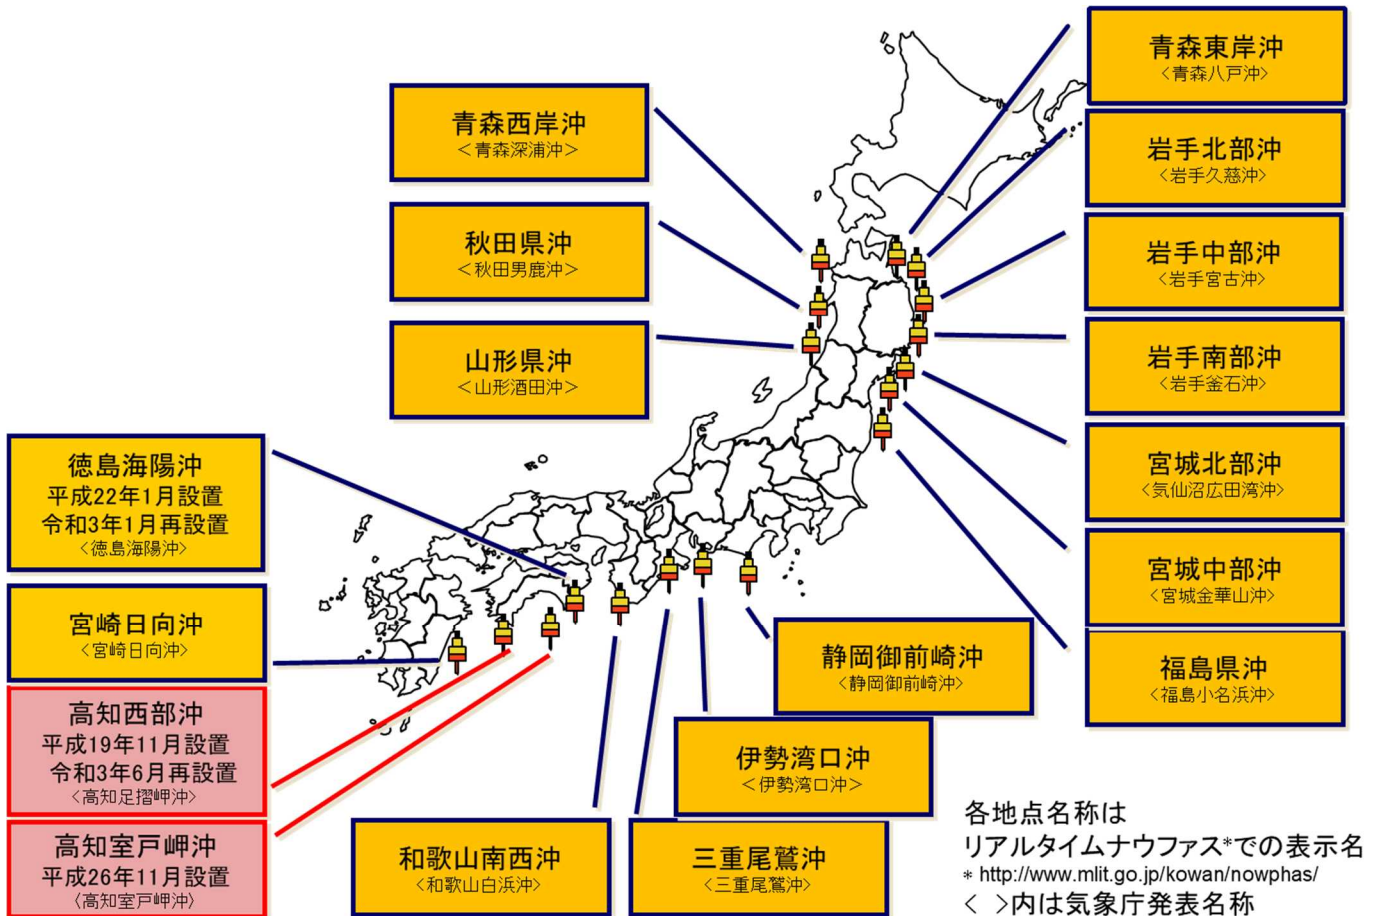 青森東岸沖
〈青森八戸沖〉
岩手北部沖
〈岩手久慈沖〉
岩手中部沖
〈岩手宮古沖〉
岩手南部沖
〈岩手釜石沖〉
宮城北部沖
〈気仙沼広田湾沖〉
宮城中部沖
〈宮城金華山沖〉
福島県沖
〈福島小名浜沖〉
青森西岸沖
＜青森深浦沖＞
秋田県沖
＜秋田男鹿沖＞
山形県沖
＜山形酒田沖＞
徳島海陽沖
平成22年1月設置
令和3年1月再設置
〈徳島海陽沖〉
宮崎日向沖
〈宮崎日向沖〉
高知西部沖
平成19年11月設置
令和3年6月再設置
〈高知足摺岬沖〉
高知室戸岬沖
平成26年11月設置
〈高知室戸岬沖〉
和歌山南西沖
〈和歌山白浜沖〉
三重尾鷲沖
〈三重尾鷲沖〉
伊勢湾口沖
＜伊勢湾口沖＞
静岡御前崎沖
〈静岡御前崎沖〉
各地点名称は
リアルタイムナウファス*での表示名
* http://www.mlit.go.jp/kowan/nowphas/
〈 〉内は気象庁発表名称